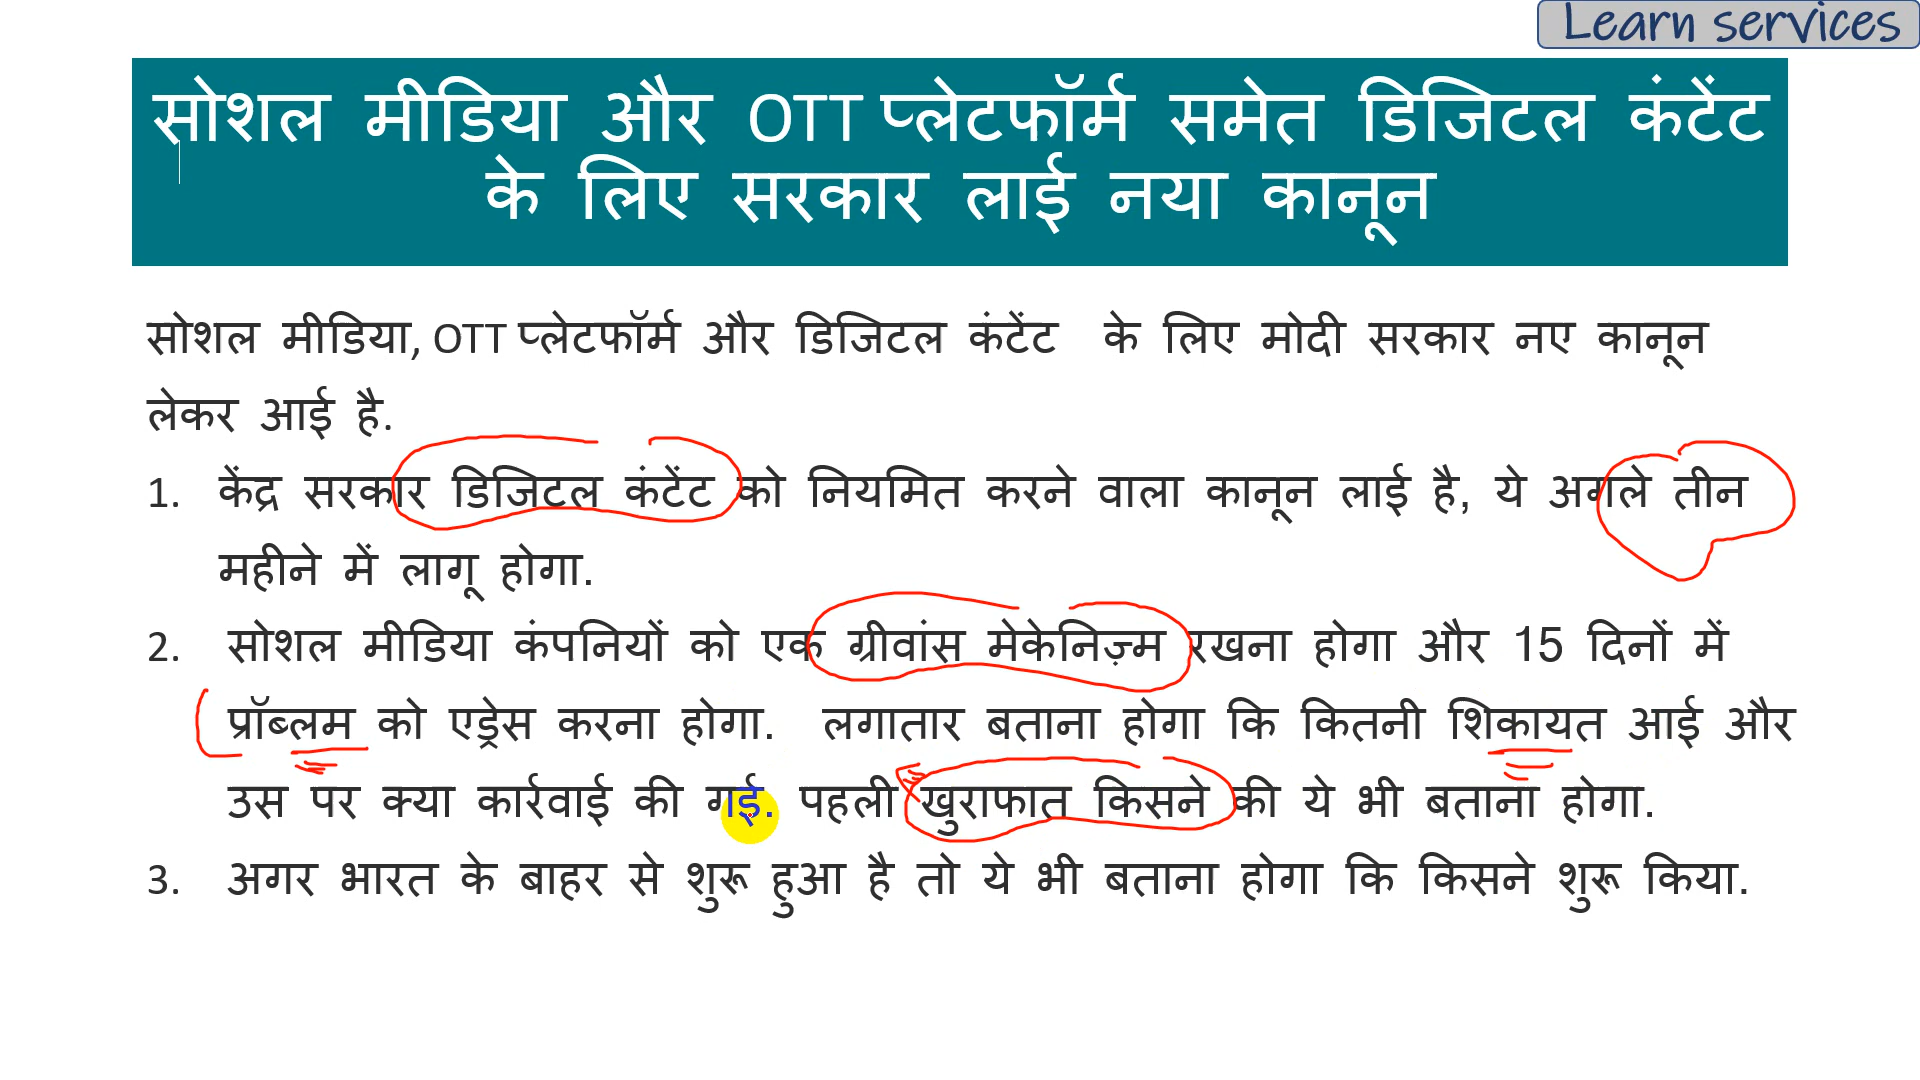 Learn services
सोशल मीडिया और OTT प्लेटफॉर्म समेत डिजिटल कंटेंट
के लिए सरकार लाई नया कानून
सोशल मीडिया, OTT प्लेटफॉर्म और डिजिटल कंटेंट के लिए मोदी सरकार नए कानून
लेकर आई है.
1. केंद्र सरकार डिजिटल कंटेंट को नियमित करने वाला कानून लाई है, ये अगले तीन
महीने में लागू होगा.
2. सोशल मीडिया कंपनियों को एक ग्रीवांस मेकेनिज़्म रखना होगा और 15 दिनों में
प्रॉब्लम को एड्रेस करना होगा. लगातार बताना होगा कि कितनी शिकायत आई और
उस पर क्या कार्रवाई की गई. पहली खुराफात किसने की ये भी बताना होगा.
3. अगर भारत के बाहर से शुरू हुआ है तो ये भी बताना होगा कि किसने शुरू किया.